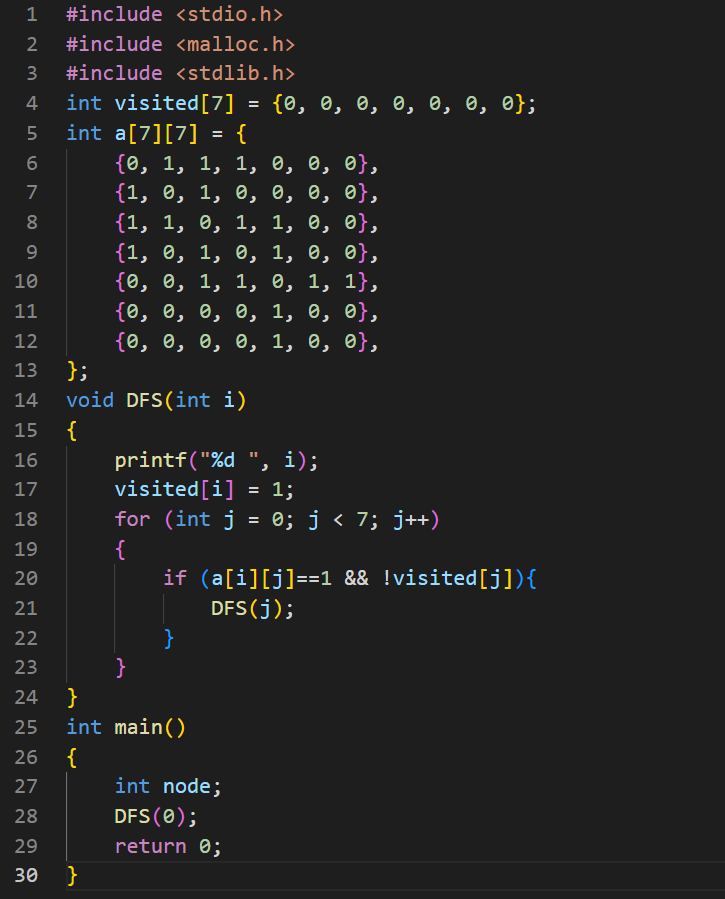 1 #include <stdio.h>
2 #include <malloc.h>
3 #include <stdlib.h>
4 int visited[7] = {0, 0, 0, 0, 0, 0, 0};
5 int a[7][7] = {
6     {0, 1, 1, 1, 0, 0, 0},
7     {1, 0, 1, 0, 0, 0, 0},
8     {1, 1, 0, 1, 1, 0, 0},
9     {1, 0, 1, 0, 1, 0, 0},
10     {0, 0, 1, 1, 0, 1, 1},
11     {0, 0, 0, 0, 1, 0, 0},
12     {0, 0, 0, 0, 1, 0, 0},
13 };
14 void DFS(int i)
15 {
16     printf("%d ", i);
17     visited[i] = 1;
18     for (int j = 0; j < 7; j++)
19     {
20         if (a[i][j]==1 && !visited[j]){
21             DFS(j);
22         }
23     }
24 }
25 int main()
26 {
27     int node;
28     DFS(0);
29     return 0;
30 }